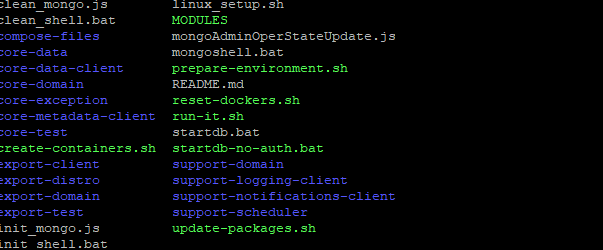 clean_mongo.js linux_setup.sh
clean_shell.bat MODULES
compose-files mongoAdminOperStateUpdate.js
core-data mongoshell.bat
core-data-client prepare-environment.sh
core-domain README.md
core-exception reset-dockers.sh
core-metadata-client run-it.sh
core-test startdb.bat
create-containers.sh startdb-no-auth.bat
export-client support-domain
export-distro support-logging-client
export-domain support-notifications-client
export-test support-scheduler
init_mongo.js update-packages.sh
init_shell.bat